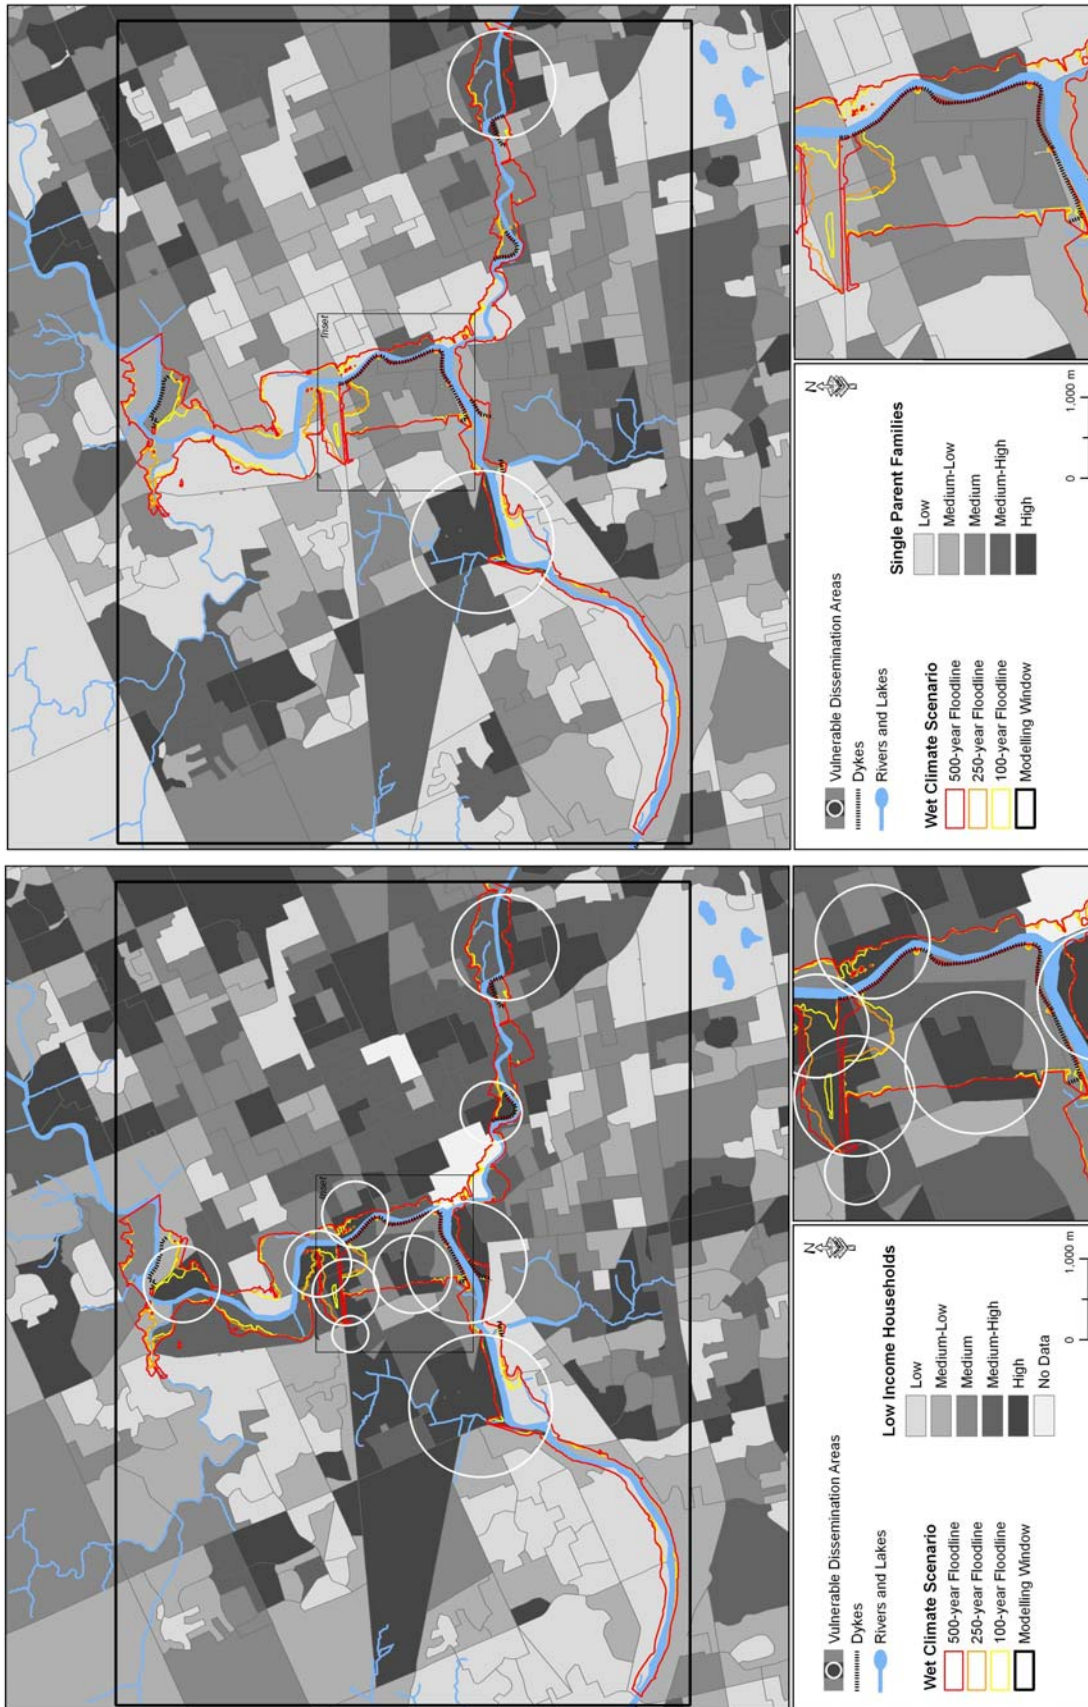 Inset
Vulnerable Dissemination Areas
Dykes
Rivers and Lakes
Wet Climate Scenario
500-year Floodline
250-year Floodline
100-year Floodline
Modelling Window
Low Income Households
Low
Medium-Low
Medium
Medium-High
High
No Data
N
0 1,000 m
Inset
Vulnerable Dissemination Areas
Dykes
Rivers and Lakes
Wet Climate Scenario
500-year Floodline
250-year Floodline
100-year Floodline
Modelling Window
Single Parent Families
Low
Medium-Low
Medium
Medium-High
High
N
0 1,000 m